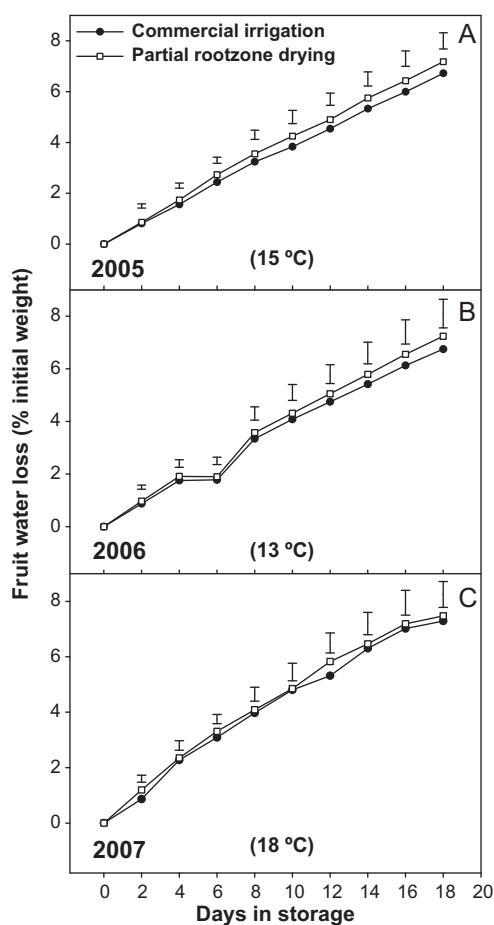 A
Commercial irrigation
Partial rootzone drying
8
6
4
2
0
2005 (15 ºC)
B
8
6
4
2
0
2006 (13 ºC)
C
8
6
4
2
0
2007 (18 ºC)
0 2 4 6 8 10 12 14 16 18 20
Days in storage
Fruit water loss (% initial weight)